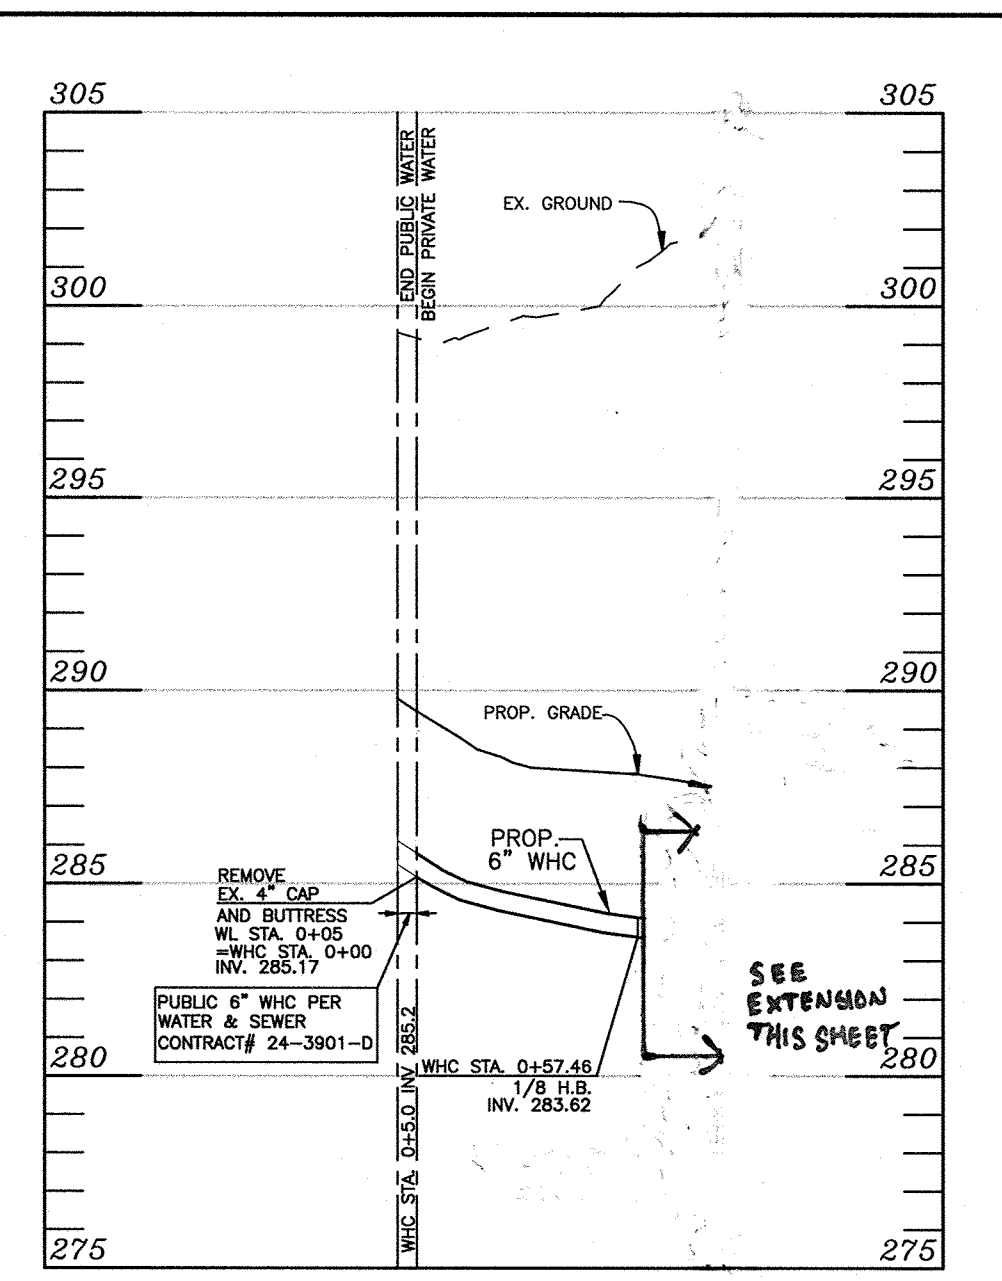 305
305
END PUBLIC WATER
BEGIN PRIVATE WATER
EX. GROUND
300
300
295
295
290
290
PROP. GRADE
PROP.
6" WHC
285
285
REMOVE
EX. 4" CAP
AND BUTTRESS
WL STA. 0+05
=WHC STA. 0+00
INV. 285.17
PUBLIC 6" WHC PER
WATER & SEWER
CONTRACT# 24-3901-D
SEE
EXTENSION
THIS SHEET
WHC STA. 0+57.46
1/8 H.B.
INV. 283.62
280
280
WHC STA. 0+5.0 INV 285.2
275
275